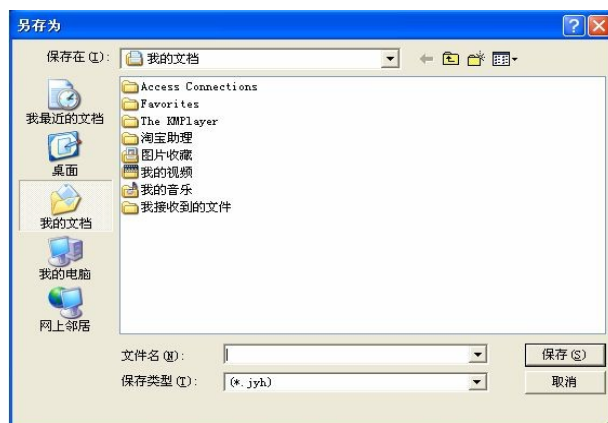 另存为
保存在(I):
我的文档
我最近的文档
桌面
我的文档
我的电脑
网上邻居
Access Connections
Favorites
The KMPlayer
淘宝助理
图片收藏
我的视频
我的音乐
我接收到的文件
文件名(N):
保存(S)
保存类型(T):
(*.jyh)
取消